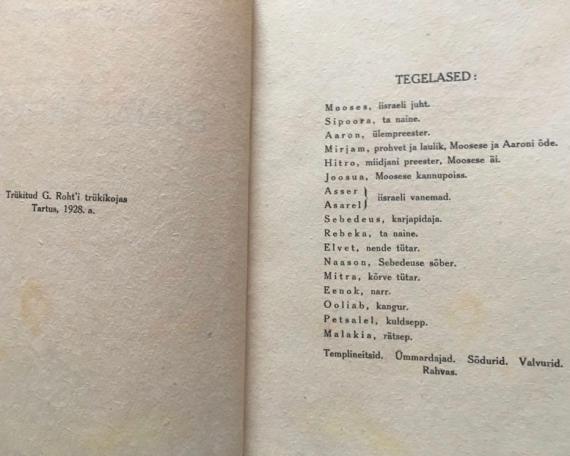 Trükitud G. Roht'i trükikojas
Tartus, 1928. a.
TEGELASED:
Mooses, iisraeli juht.
Sipoora, ta naine.
Aaron, ülempreester.
Mirjam, prohvet ja laulik, Moosese ja Aaroni õde.
Hitro, miidjani preester, Moosese äi.
Joosua, Moosese kannupoiss.
Asser
Asarel } iisraeli vanemad.
Sebedeus, karjapidaja.
Rebeka, ta naine.
Elvet, nende tütar.
Naason, Sebedeuse sõber.
Mitra, kõrve tütar.
Eenok, narr.
Ooliab, kangur.
Petsalel, kuldsepp.
Malakia, rätsep.
Templineitsid. Ümmardajad. Sõdurid. Valvurid.
Rahvas.